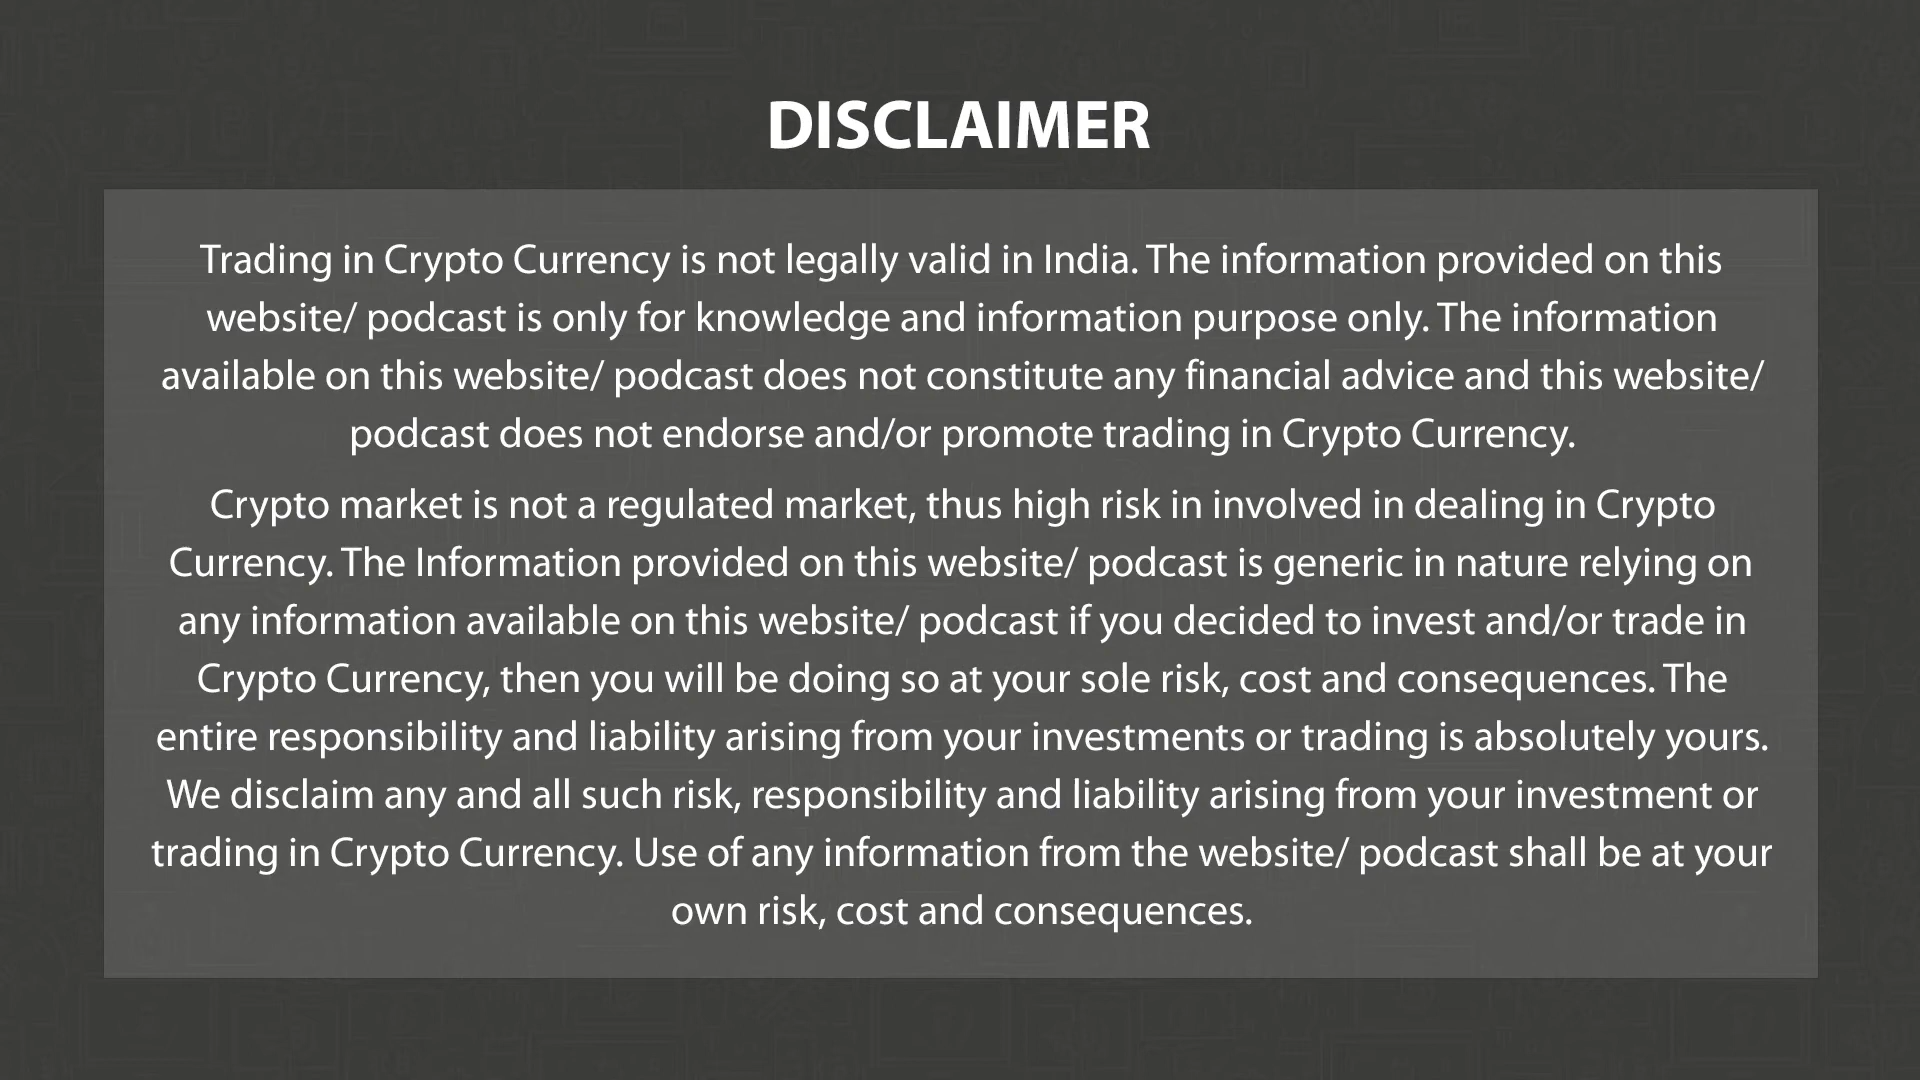 DISCLAIMER
Trading in Crypto Currency is not legally valid in India. The information provided on this
website/ podcast is only for knowledge and information purpose only. The information
available on this website/ podcast does not constitute any financial advice and this website/
podcast does not endorse and/or promote trading in Crypto Currency.
Crypto market is not a regulated market, thus high risk in involved in dealing in Crypto
Currency. The Information provided on this website/ podcast is generic in nature relying on
any information available on this website/ podcast if you decided to invest and/or trade in
Crypto Currency, then you will be doing so at your sole risk, cost and consequences. The
entire responsibility and liability arising from your investments or trading is absolutely yours.
We disclaim any and all such risk, responsibility and liability arising from your investment or
trading in Crypto Currency. Use of any information from the website/ podcast shall be at your
own risk, cost and consequences.